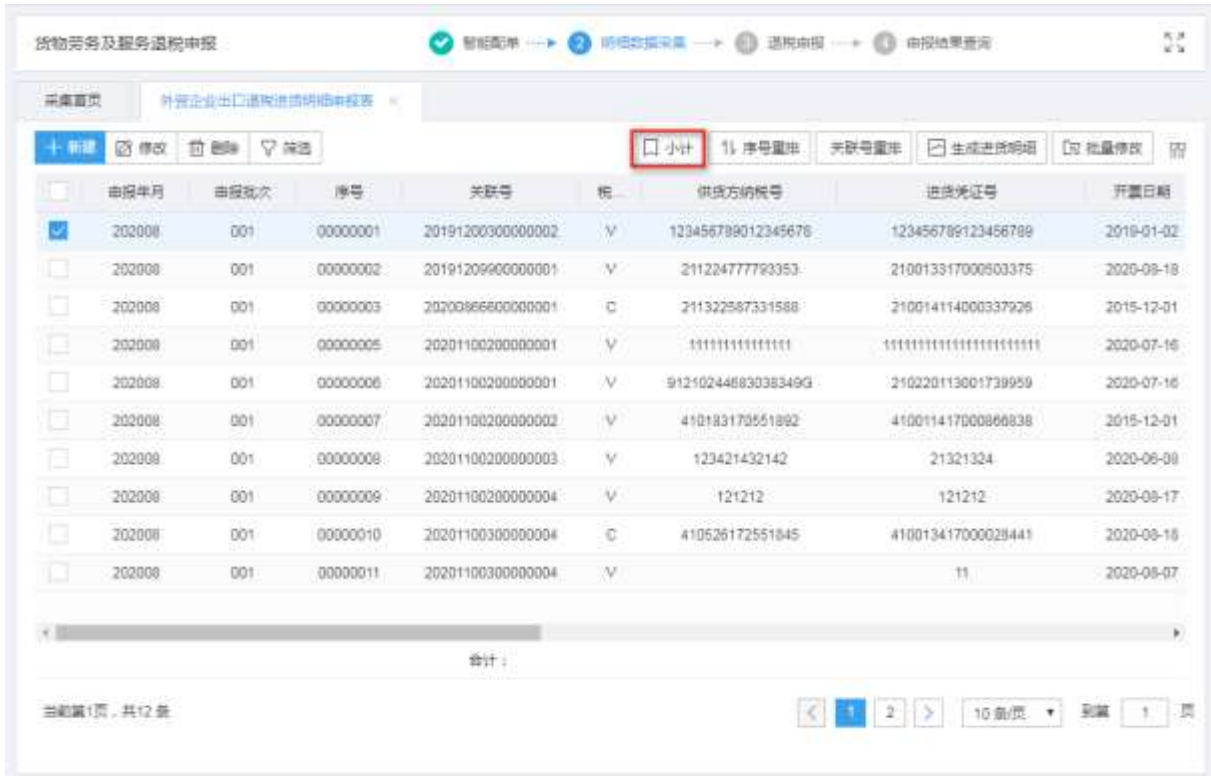 货物劳务及服务退税申报 智能配单 2 明细数据采集 3 退税申报 4 申报结果查询
采集首页 外贸企业出口退税进货明细申报表 ×
新建 修改 删除 筛选 小计 序号重排 关联号重排 生成进货明细 批量修改
申报年月 申报批次 序号 关联号 税... 供货方纳税号 进货凭证号 开票日期
202008 001 00000001 20191200300000002 V 123456789012345678 123456789123456789 2019-01-02
202008 001 00000002 20191209900000001 V 211224777793353 210013317000503375 2020-08-18
202008 001 00000003 20200866600000001 C 211322587331588 210014114000337926 2015-12-01
202008 001 00000005 20201100200000001 V 2020-07-16
202008 001 00000006 20201100200000001 V 91210244683038349G 210220113001739959 2020-07-16
202008 001 00000007 20201100200000002 V 410183170551892 410011417000866838 2015-12-01
202008 001 00000008 20201100200000003 V 123421432142 21321324 2020-06-08
202008 001 00000009 20201100200000004 V 121212 121212 2020-08-17
202008 001 00000010 20201100300000004 C 410526172551845 410013417000028441 2020-08-18
202008 001 00000011 20201100300000004 V 11 2020-08-07
合计：
当前第1页，共12条 1 2 10条/页 到第 1 页